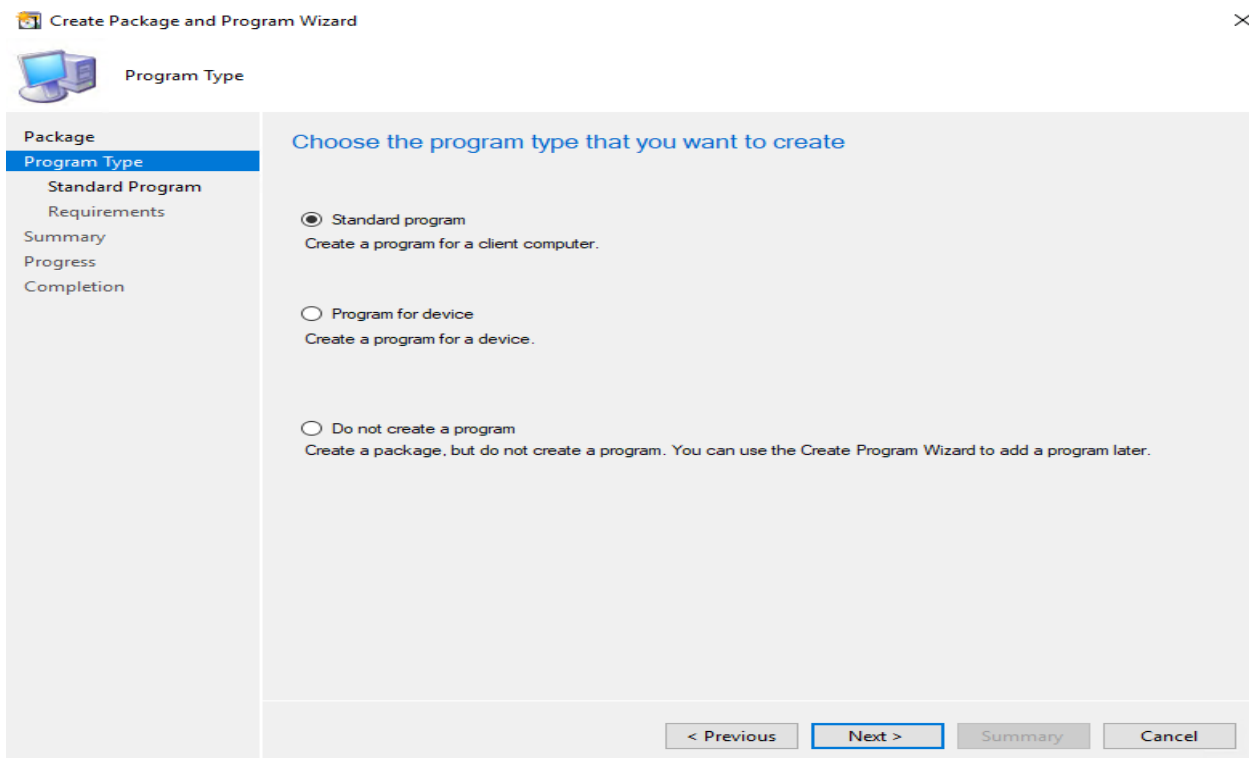 Create Package and Program Wizard
Program Type
Package
Program Type
Standard Program
Requirements
Summary
Progress
Completion
Choose the program type that you want to create
Standard program
Create a program for a client computer.
Program for device
Create a program for a device.
Do not create a program
Create a package, but do not create a program. You can use the Create Program Wizard to add a program later.
< Previous
Next >
Summary
Cancel